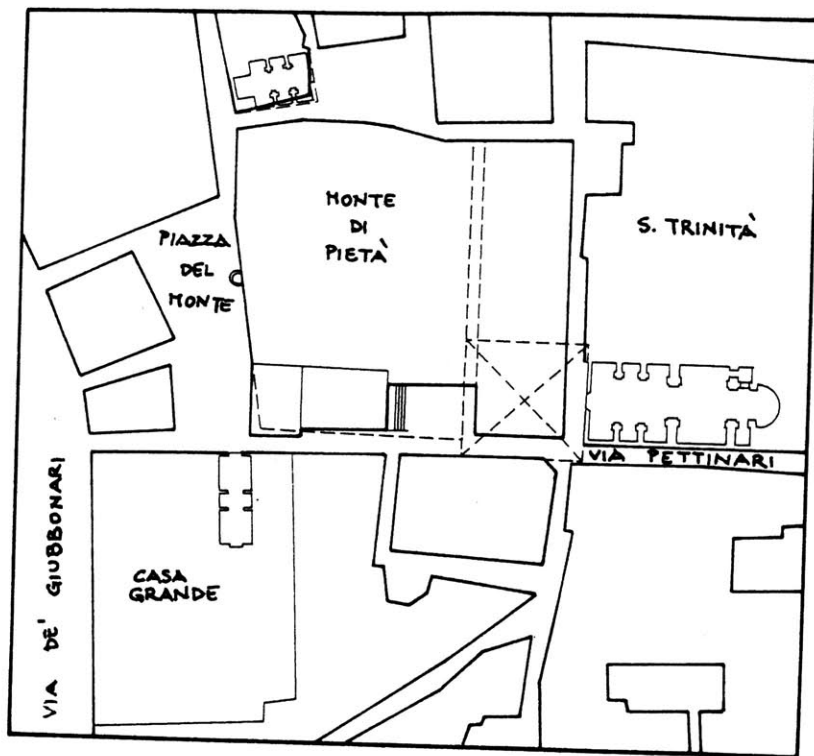 MONTE
DI
PIETÀ
S. TRINITÀ
PIAZZA
DEL
MONTE
VIA PETTINARI
CASA
GRANDE
VIA DE' GIUBBONARI